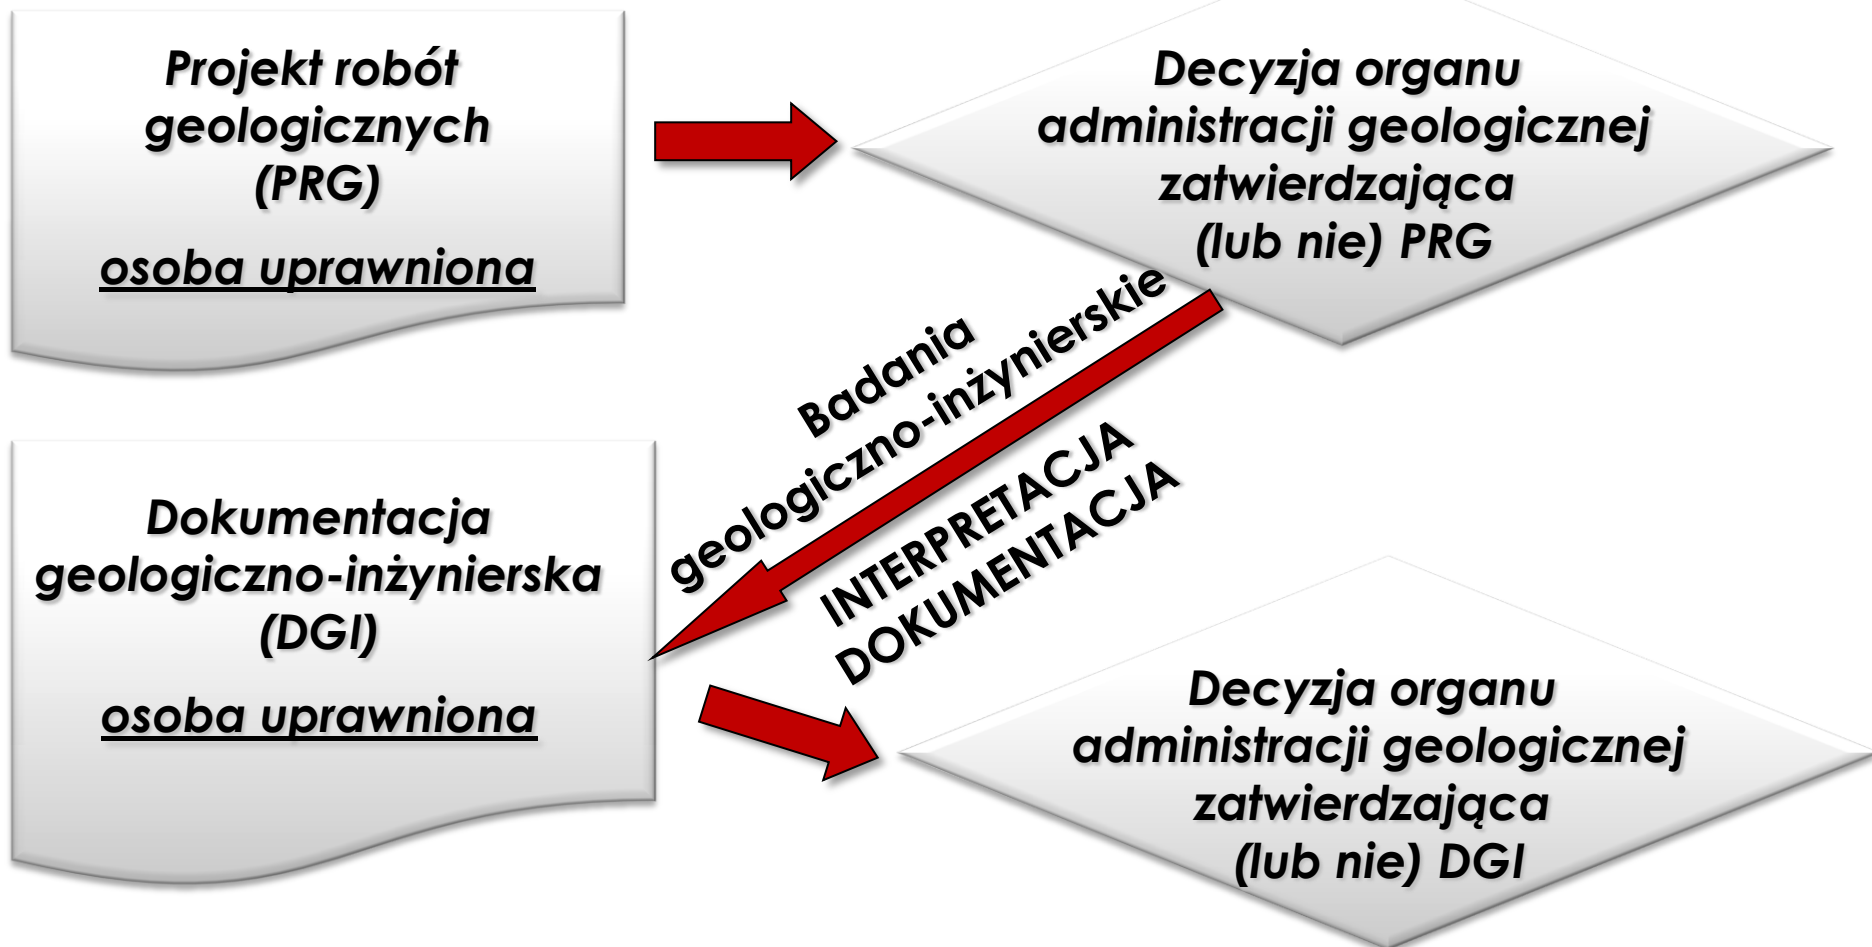 Projekt robót
geologicznych
(PRG)
osoba uprawniona
Decyzja organu
administracji geologicznej
zatwierdzająca
(lub nie) PRG
Badania
geologiczno-inżynierskie
INTERPRETACJA
DOKUMENTACJA
Dokumentacja
geologiczno-inżynierska
(DGI)
osoba uprawniona
Decyzja organu
administracji geologicznej
zatwierdzająca
(lub nie) DGI